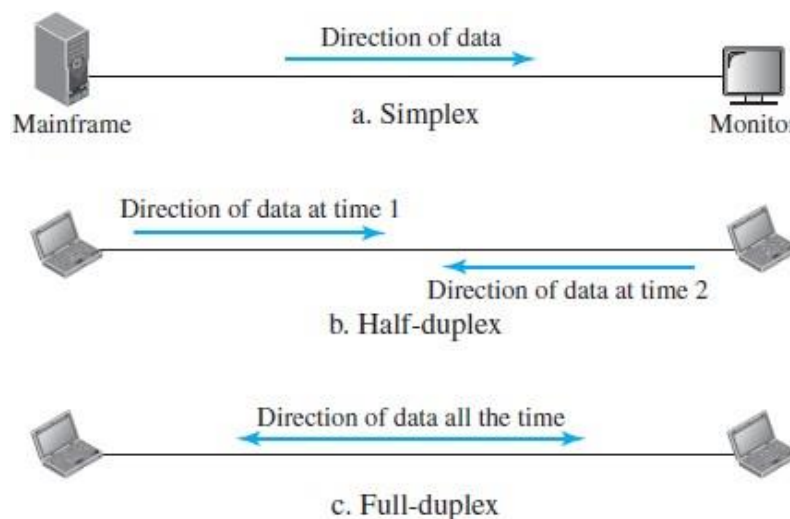 Direction of data
Mainframe
a. Simplex
Monitor
Direction of data at time 1
Direction of data at time 2
b. Half-duplex
Direction of data all the time
c. Full-duplex